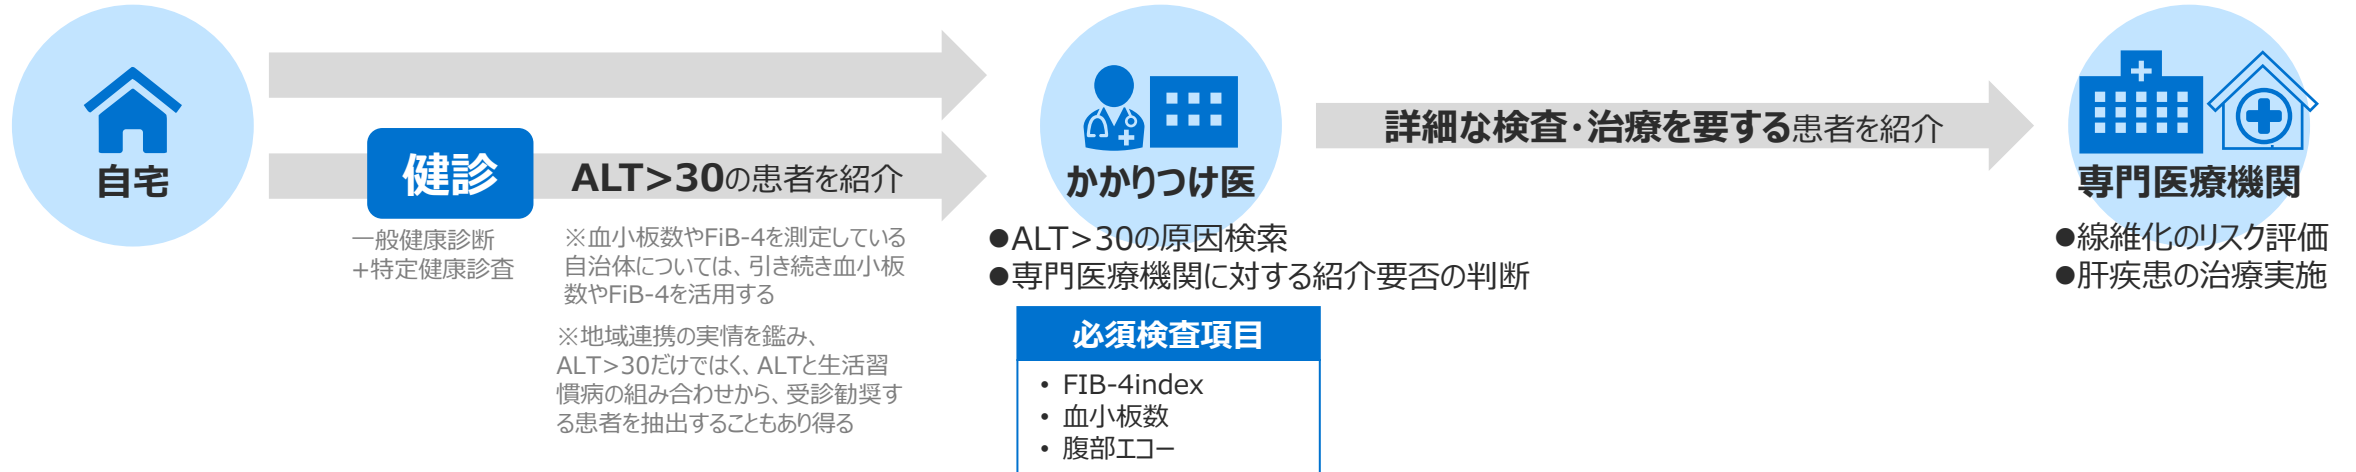 自宅
健診
ALT>30の患者を紹介
一般健康診断
+特定健康診査
※血小板数やFiB-4を測定している
自治体については、引き続き血小板
数やFiB-4を活用する
※地域連携の実情を鑑み、
ALT>30だけではく、ALTと生活習
慣病の組み合わせから、受診勧奨す
る患者を抽出することもあり得る
かかりつけ医
●ALT>30の原因検索
●専門医療機関に対する紹介要否の判断
必須検査項目
• FIB-4index
• 血小板数
• 腹部エコー
詳細な検査・治療を要する患者を紹介
専門医療機関
●線維化のリスク評価
●肝疾患の治療実施